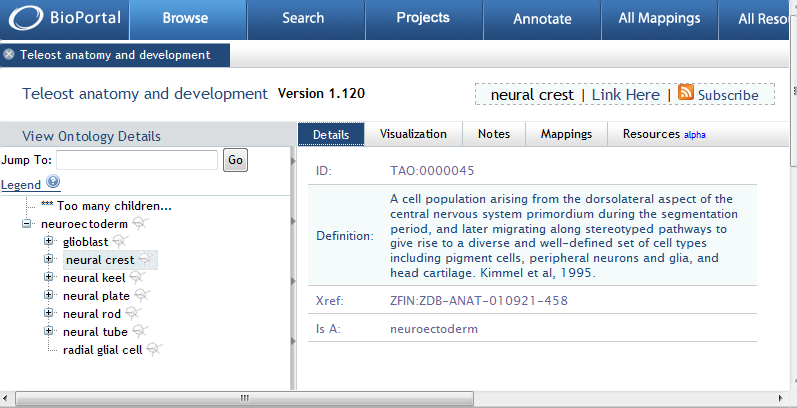 BioPortal Browse Search Projects Annotate All Mappings All Resou
Teleost anatomy and development
Teleost anatomy and development Version 1.120 neural crest | Link Here | Subscribe
View Ontology Details Details Visualization Notes Mappings Resources alpha
Jump To: Go
Legend ?
*** Too many children...
neuroectoderm
glioblast
neural crest
neural keel
neural plate
neural rod
neural tube
radial glial cell
ID: TAO:0000045
Definition: A cell population arising from the dorsolateral aspect of the
central nervous system primordium during the segmentation
period, and later migrating along stereotyped pathways to
give rise to a diverse and well-defined set of cell types
including pigment cells, peripheral neurons and glia, and
head cartilage. Kimmel et al, 1995.
Xref: ZFIN:ZDB-ANAT-010921-458
Is A: neuroectoderm